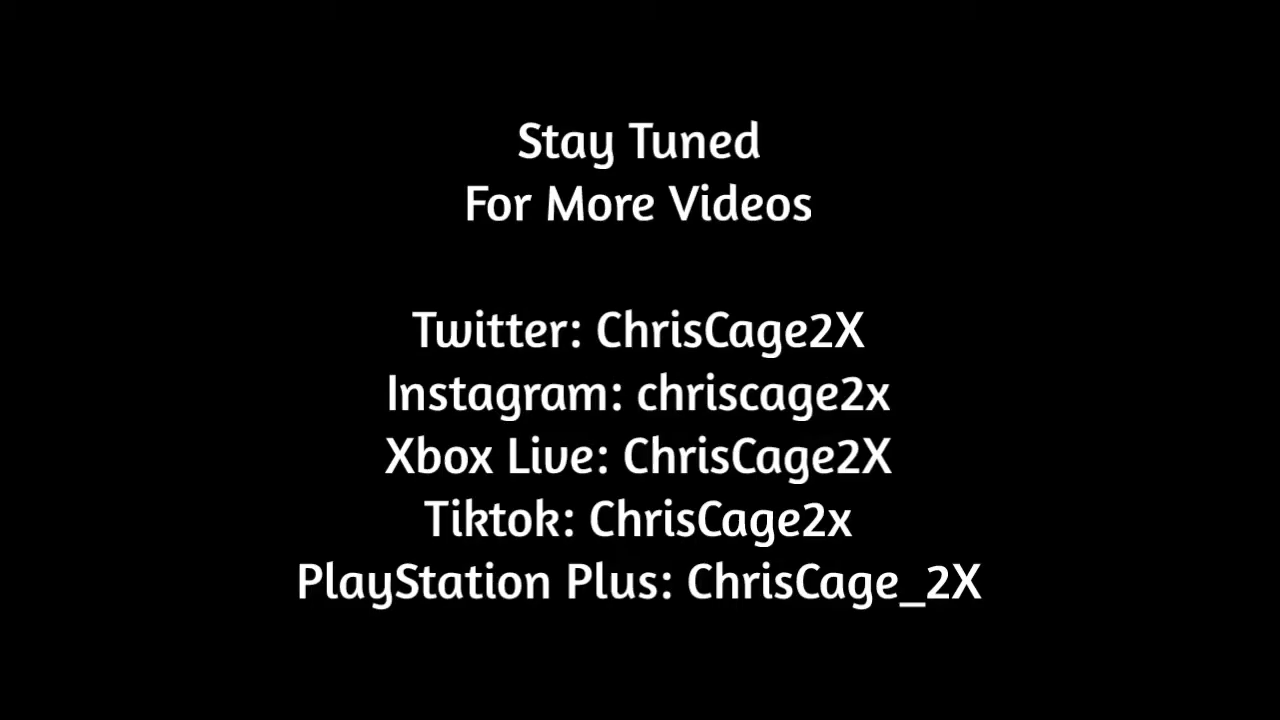 Stay Tuned
For More Videos
Twitter: ChrisCage2X
Instagram: chriscage2x
Xbox Live: ChrisCage2X
Tiktok: ChrisCage2x
PlayStation Plus: ChrisCage_2X